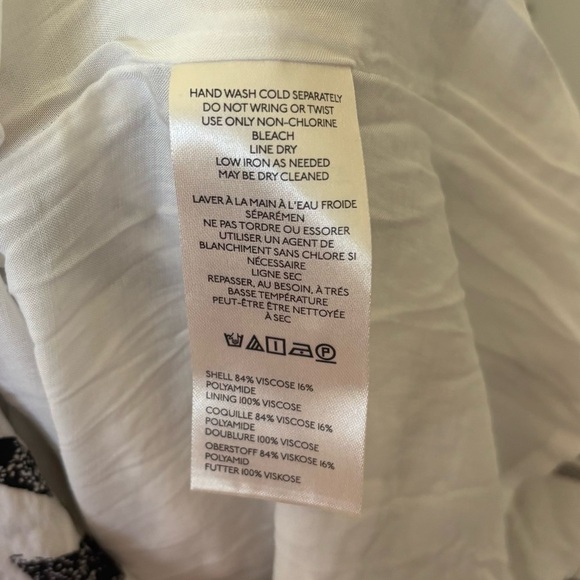 HAND WASH COLD SEPARATELY
DO NOT WRING OR TWIST
USE ONLY NON-CHLORINE
BLEACH
LINE DRY
LOW IRON AS NEEDED
MAY BE DRY CLEANED
LAVER À LA MAIN À L'EAU FROIDE
SÉPARÉMEN
NE PAS TORDRE OU ESSORER
UTILISER UN AGENT DE
BLANCHIMENT SANS CHLORE SI
NÉCESSAIRE
LIGNE SEC
REPASSER, AU BESOIN, À TRÉS
BASSE TEMPÉRATURE
PEUT-ÊTRE ÊTRE NETTOYÉE
À SEC
P
SHELL 84% VISCOSE 16%
POLYAMIDE
LINING 100% VISCOSE
COQUILLE 84% VISCOSE 16%
POLYAMIDE
DOUBLURE 100% VISCOSE
OBERSTOFF 84% VISKOSE 16%
POLYAMID
FUTTER 100% VISKOSE